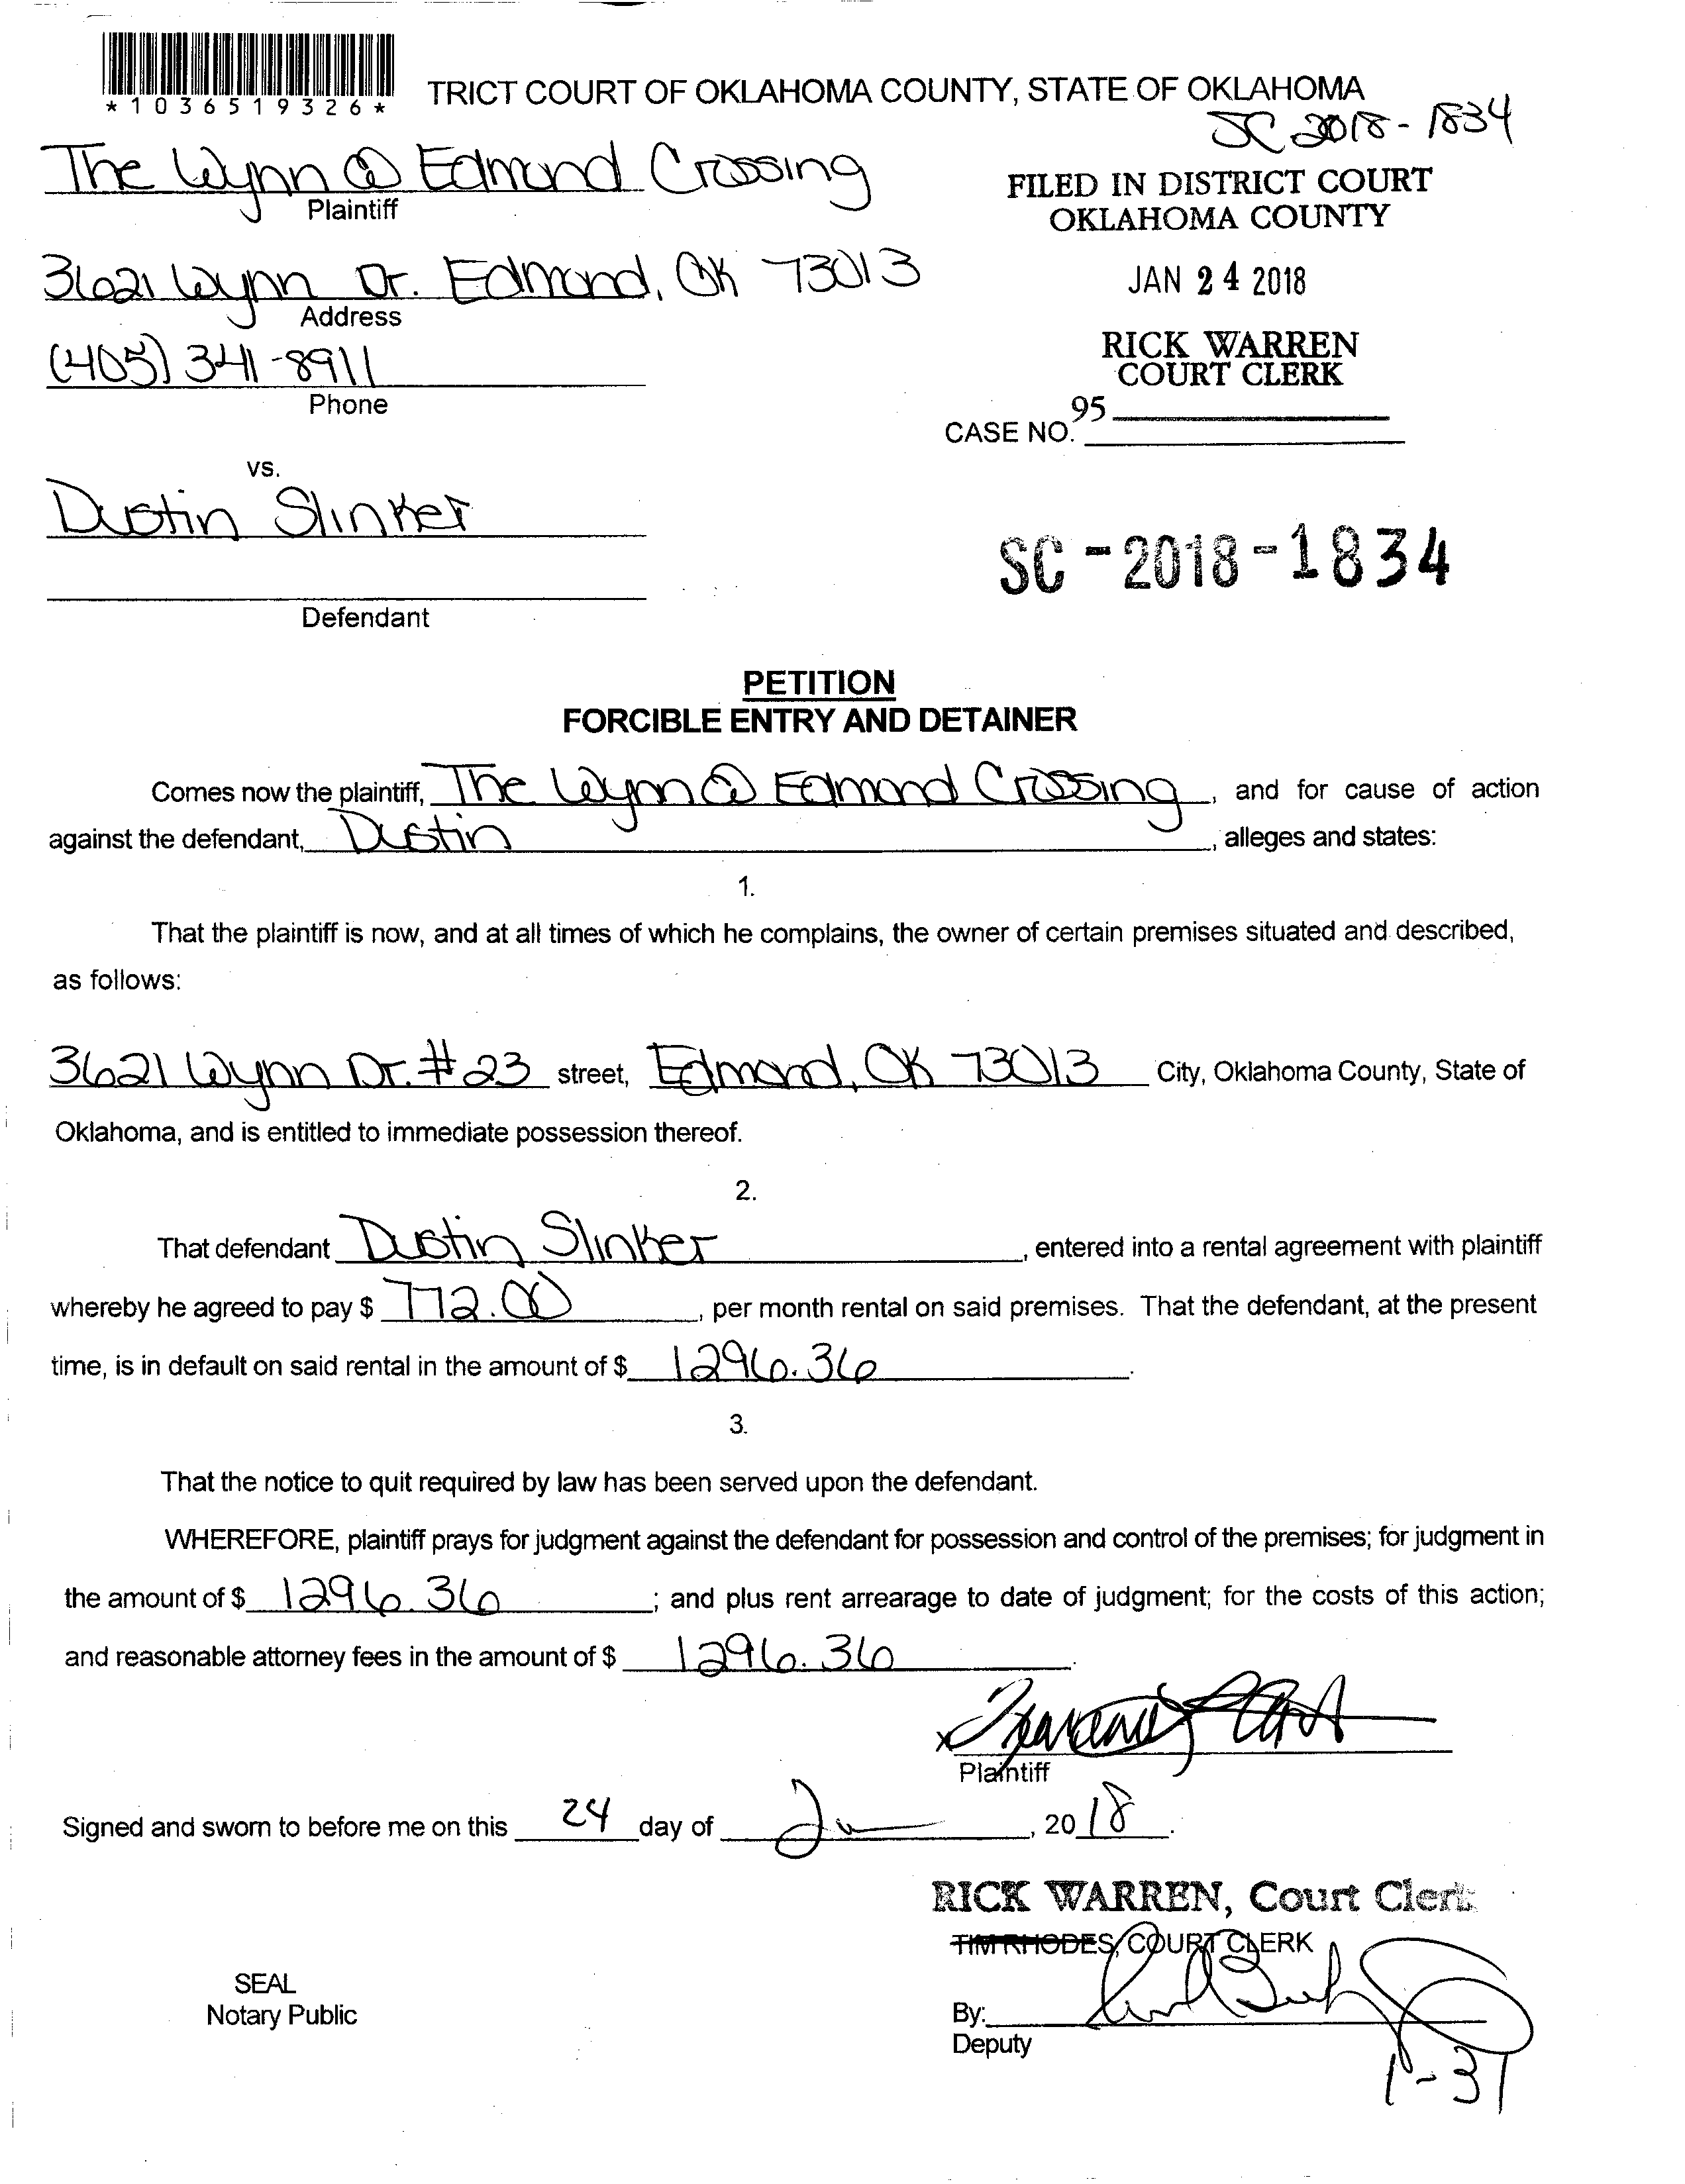 *1036519326*
TRICT COURT OF OKLAHOMA COUNTY, STATE OF OKLAHOMA
SC 2018-1834
The Wynn @ Edmond Crossing
Plaintiff
FILED IN DISTRICT COURT
OKLAHOMA COUNTY
3621 Wynn Dr. Edmond, OK 73013
Address
JAN 24 2018
(405) 341-8911
Phone
RICK WARREN
COURT CLERK
95
CASE NO.
vs.
Dustin Slinker
Defendant
SC-2018-1834
PETITION
FORCIBLE ENTRY AND DETAINER
Comes now the plaintiff, The Wynn @ Edmond Crossing, and for cause of action
against the defendant, Dustin, alleges and states:
1.
That the plaintiff is now, and at all times of which he complains, the owner of certain premises situated and described,
as follows:
3621 Wynn Dr. #23 street, Edmond, OK 73013 City, Oklahoma County, State of
Oklahoma, and is entitled to immediate possession thereof.
2.
That defendant Dustin Slinker, entered into a rental agreement with plaintiff
whereby he agreed to pay $ 772.00, per month rental on said premises. That the defendant, at the present
time, is in default on said rental in the amount of $ 1296.36.
3.
That the notice to quit required by law has been served upon the defendant.
WHEREFORE, plaintiff prays for judgment against the defendant for possession and control of the premises; for judgment in
the amount of $ 1296.36; and plus rent arrearage to date of judgment; for the costs of this action;
and reasonable attorney fees in the amount of $ 1296.36.
x
Plaintiff
Signed and sworn to before me on this 24 day of Jan, 2018.
RICK WARREN, Court Clerk
TIM RHODES, COURT CLERK
SEAL
Notary Public
By:
Deputy
1-31